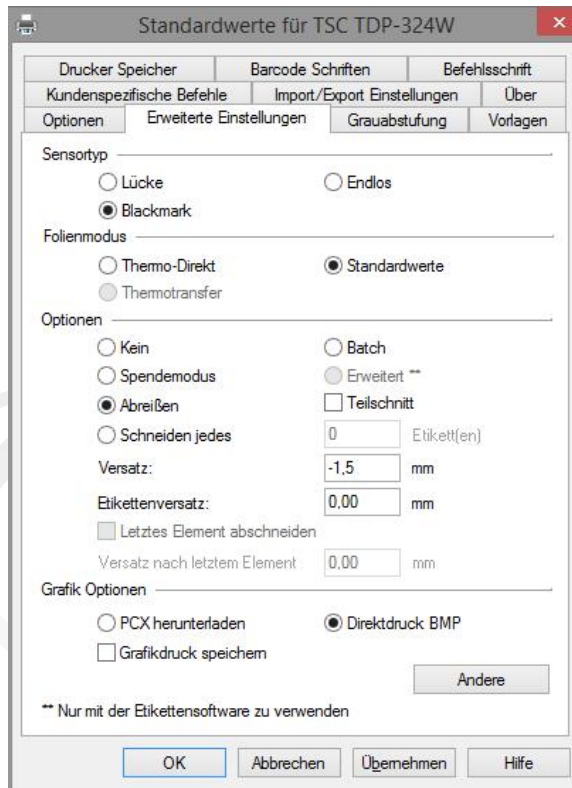 Standardwerte für TSC TDP-324W
Drucker Speicher Barcode Schriften Befehlsschrift
Kundenspezifische Befehle Import/Export Einstellungen Über
Optionen Erweiterte Einstellungen Grauabstufung Vorlagen
Sensortyp
Lücke Endlos
Blackmark
Folienmodus
Thermo-Direkt Standardwerte
Thermotransfer
Optionen
Kein Batch
Spendemodus Erweitert **
Abreißen Teilschnitt
Schneiden jedes 0 Etikett(en)
Versatz: -1,5 mm
Etikettenversatz: 0,00 mm
Letztes Element abschneiden
Versatz nach letztem Element 0,00 mm
Grafik Optionen
PCX herunterladen Direktdruck BMP
Grafikdruck speichern
Andere
** Nur mit der Etikettensoftware zu verwenden
OK Abbrechen Übernehmen Hilfe